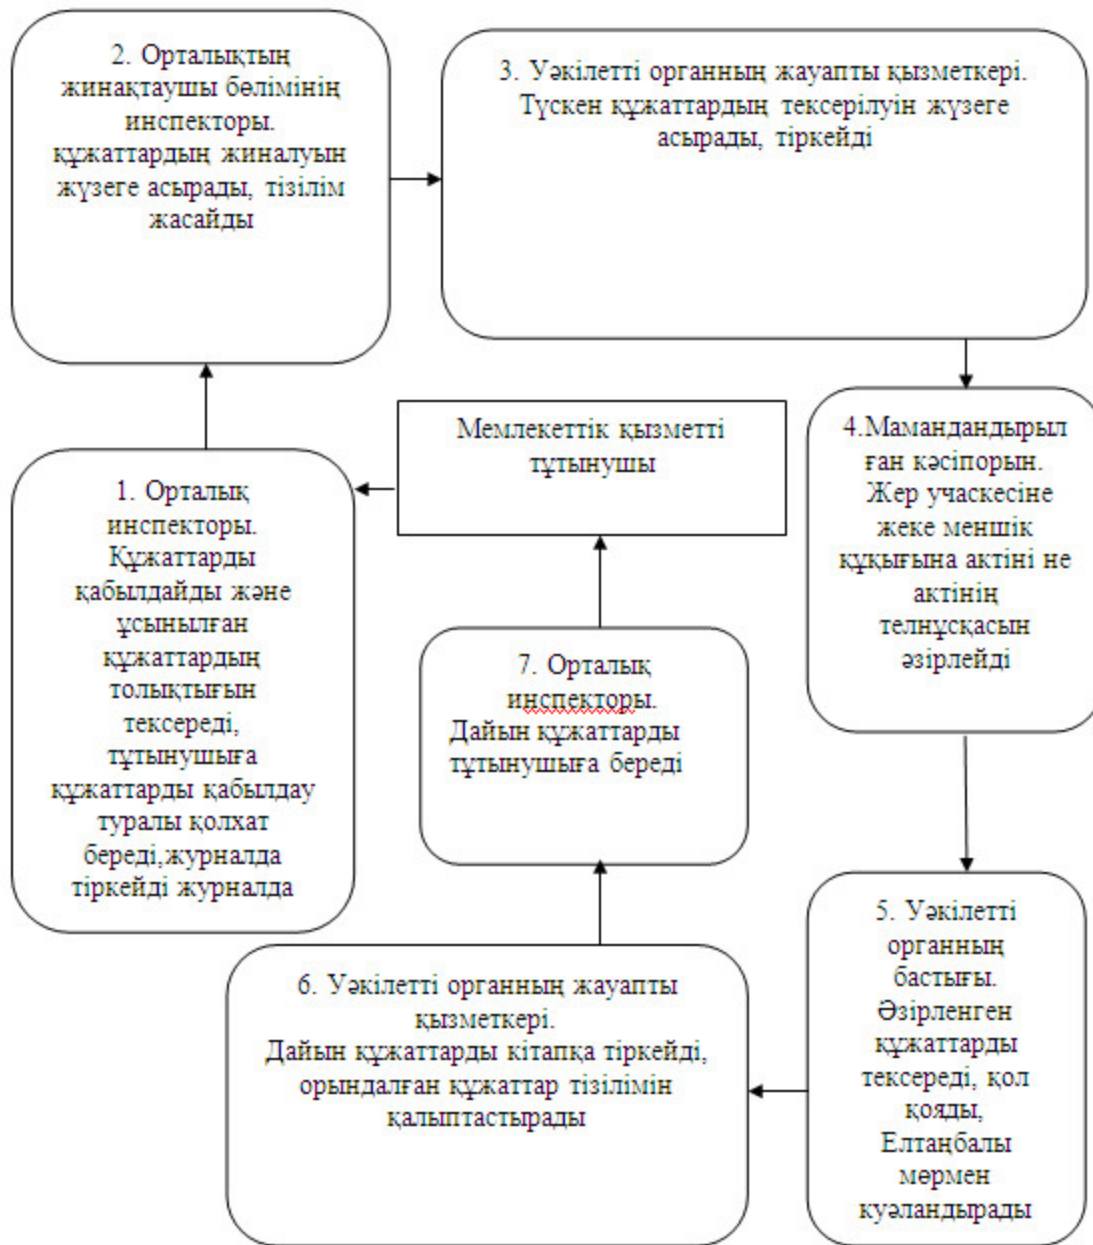 2. Орталықтың
жинақтаушы бөлімінің
инспекторы.
құжаттардың жиналуын
жүзеге асырады, тізілім
жасайды
3. Уәкілетті органның жауапты қызметкері.
Түскен құжаттардың тексерілуін жүзеге
асырады, тіркейді
Мемлекеттік қызметті
тұтынушы
1. Орталық
инспекторы.
Құжаттарды
қабылдайды және
ұсынылған
құжаттардың
толықтығын
тексереді,
тұтынушыға
құжаттарды қабылдау
туралы қолхат
береді,журналда
тіркейді журналда
4.Мамандандырыл
ған кәсіпорын.
Жер учаскесіне
жеке меншік
құқығына актіні не
актінің
телнұсқасын
әзірлейді
7. Орталық
инспекторы.
Дайын құжаттарды
тұтынушыға береді
5. Уәкілетті
органның
бастығы.
Әзірленген
құжаттарды
тексереді, қол
қояды,
Елтаңбалы
мөрмен
куәландырады
6. Уәкілетті органның жауапты
қызметкері.
Дайын құжаттарды кітапқа тіркейді,
орындалған құжаттар тізілімін
қалыптастырады